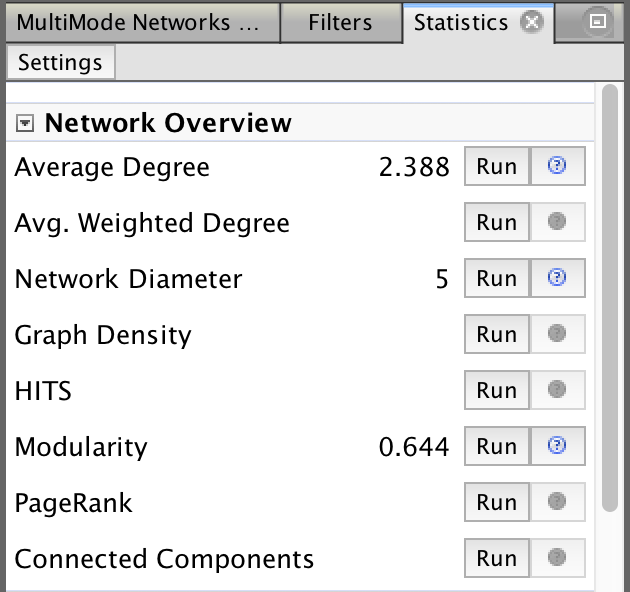 MultiMode Networks ... Filters Statistics
Settings
Network Overview
Average Degree 2.388 Run ?
Avg. Weighted Degree Run
Network Diameter 5 Run ?
Graph Density Run
HITS Run
Modularity 0.644 Run ?
PageRank Run
Connected Components Run